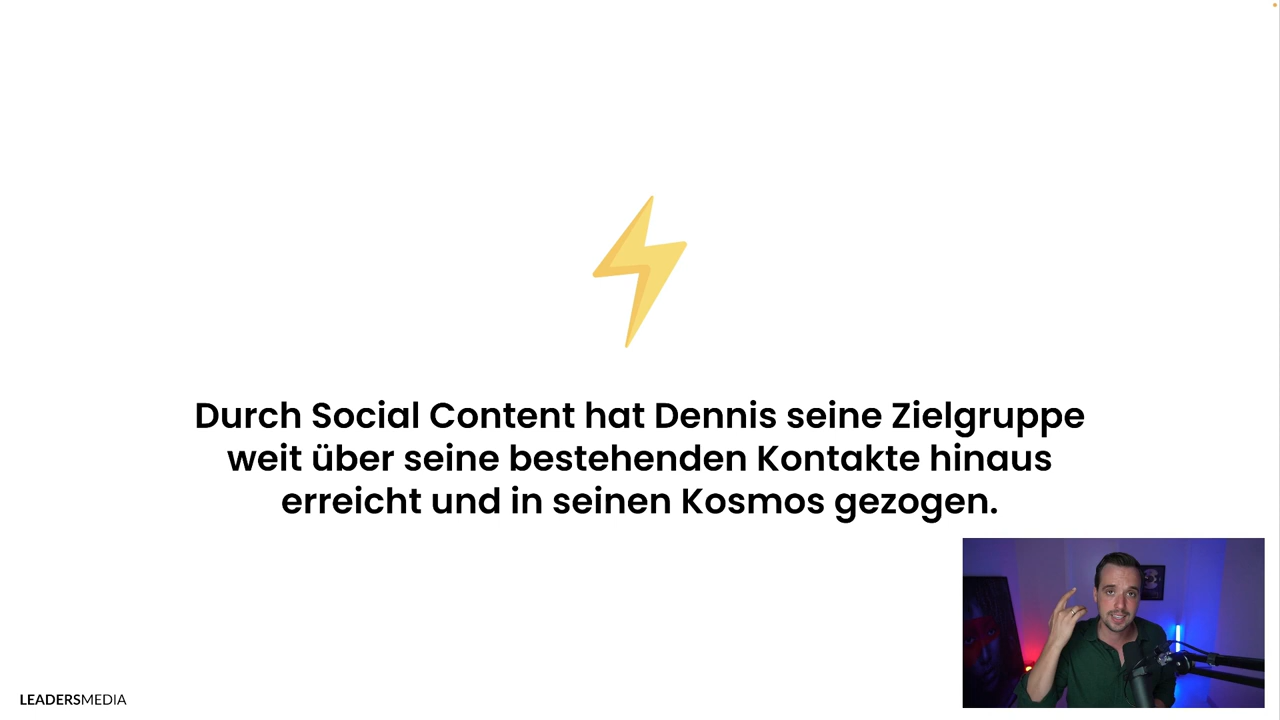 Durch Social Content hat Dennis seine Zielgruppe
weit über seine bestehenden Kontakte hinaus
erreicht und in seinen Kosmos gezogen.
LEADERSMEDIA